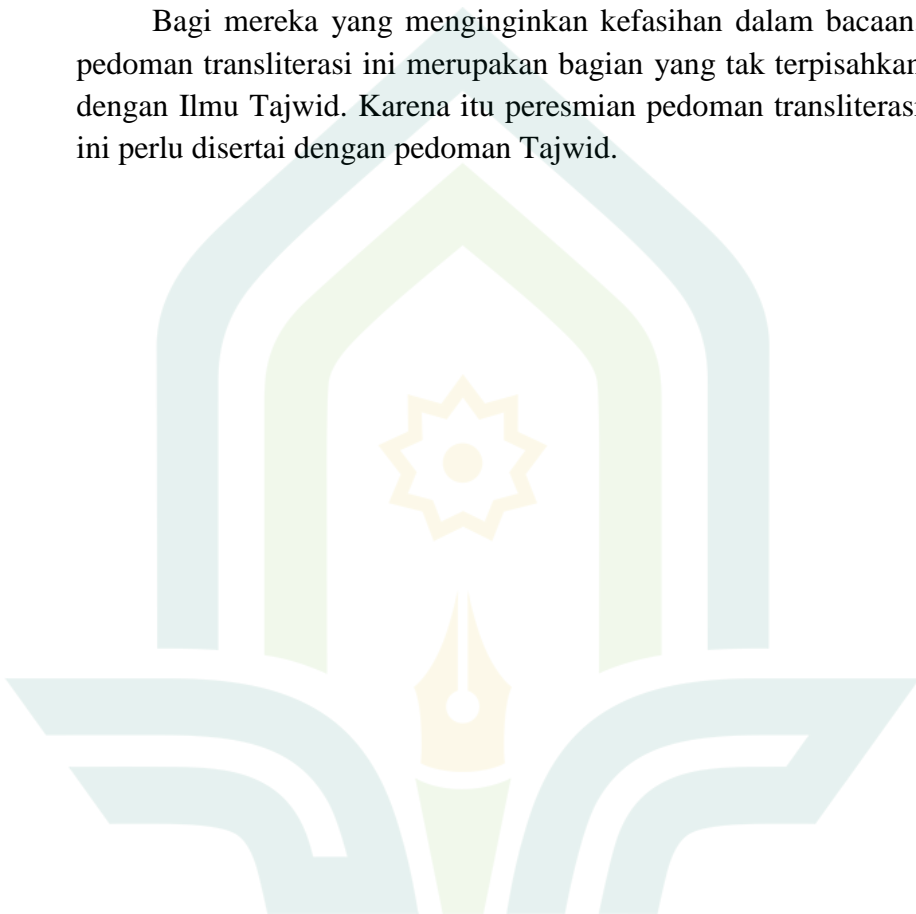 Bagi mereka yang menginginkan kefasihan dalam bacaan
pedoman transliterasi ini merupakan bagian yang tak terpisahkan
dengan Ilmu Tajwid. Karena itu peresmian pedoman transliterasi
ini perlu disertai dengan pedoman Tajwid.